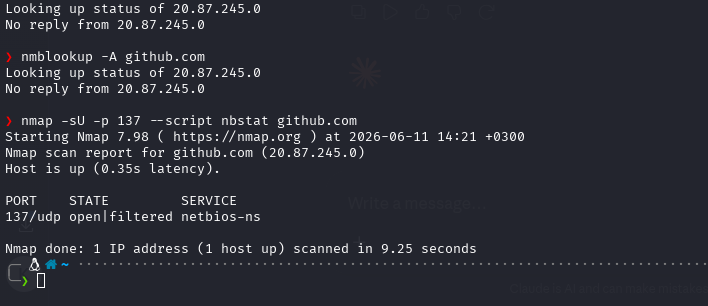 Looking up status of 20.87.245.0
No reply from 20.87.245.0
❯ nmblookup -A github.com
Looking up status of 20.87.245.0
No reply from 20.87.245.0
❯ nmap -sU -p 137 --script nbstat github.com
Starting Nmap 7.98 ( https://nmap.org ) at 2026-06-11 14:21 +0300
Nmap scan report for github.com (20.87.245.0)
Host is up (0.35s latency).
PORT    STATE         SERVICE
137/udp open|filtered netbios-ns
Nmap done: 1 IP address (1 host up) scanned in 9.25 seconds
~
❯
Write a message...